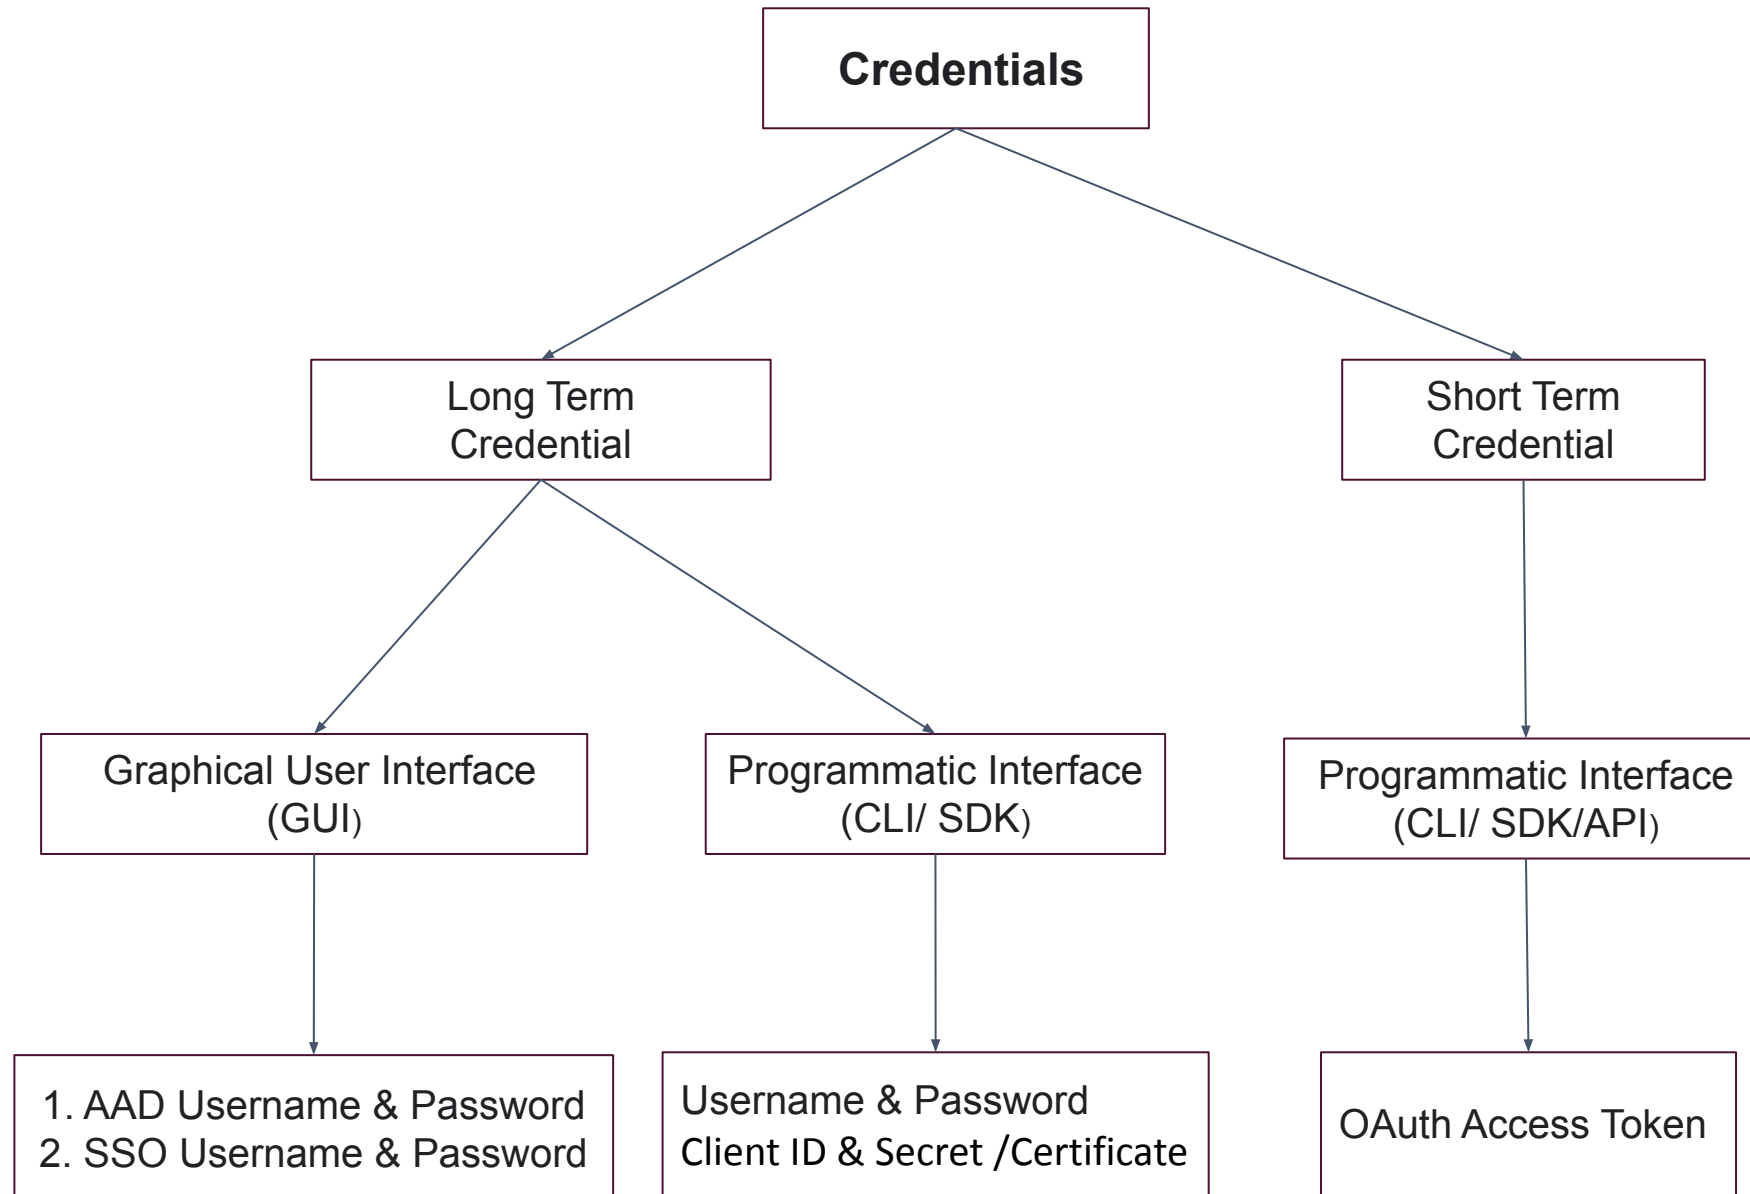 Credentials
Long Term
Credential
Short Term
Credential
Graphical User Interface
(GUI)
Programmatic Interface
(CLI/ SDK)
Programmatic Interface
(CLI/ SDK/API)
1. AAD Username & Password
2. SSO Username & Password
Username & Password
Client ID & Secret /Certificate
OAuth Access Token